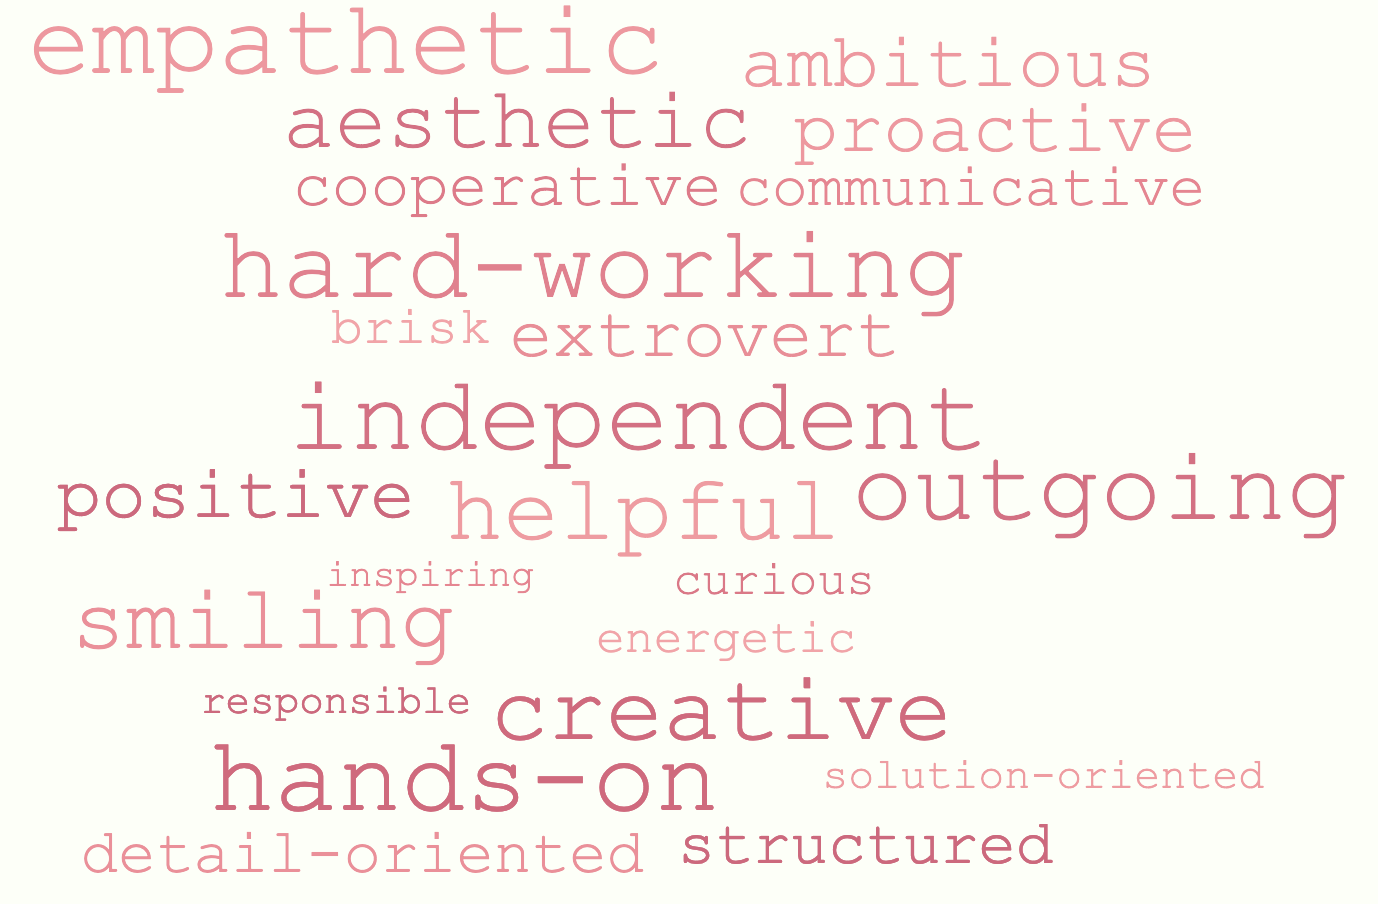 empathetic
ambitious
aesthetic
proactive
cooperative
communicative
hard-working
brisk
extrovert
independent
positive
helpful
outgoing
inspiring
curious
smiling
energetic
responsible
creative
hands-on
solution-oriented
detail-oriented
structured